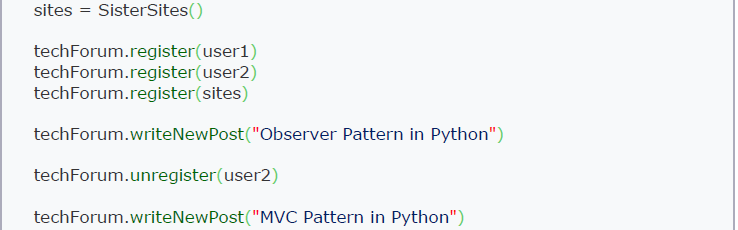 sites = SisterSites()
techForum.register(user1)
techForum.register(user2)
techForum.register(sites)
techForum.writeNewPost("Observer Pattern in Python")
techForum.unregister(user2)
techForum.writeNewPost("MVC Pattern in Python")